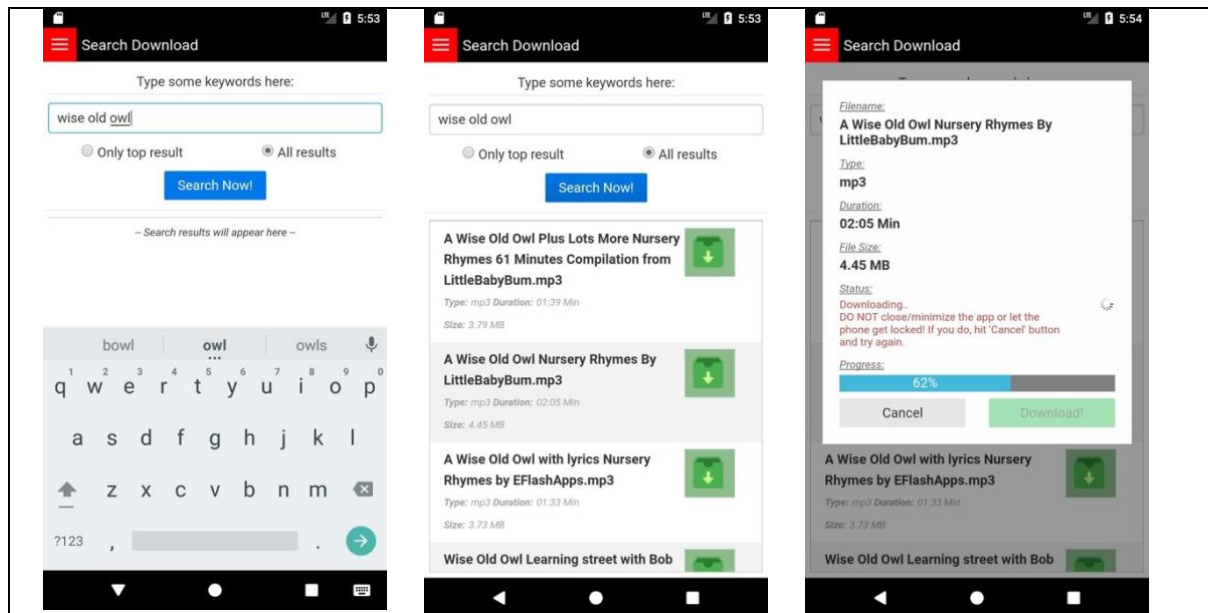 LTE 5:53
Search Download
Type some keywords here:
wise old owl
Only top result All results
Search Now!
-- Search results will appear here --
bowl owl owls
1 2 3 4 5 6 7 8 9 0
q w e r t y u i o p
a s d f g h j k l
z x c v b n m
?123 , .
LTE 5:53
Search Download
Type some keywords here:
wise old owl
Only top result All results
Search Now!
A Wise Old Owl Plus Lots More Nursery
Rhymes 61 Minutes Compilation from
LittleBabyBum.mp3
Type: mp3 Duration: 01:39 Min
Size: 3.79 MB
A Wise Old Owl Nursery Rhymes By
LittleBabyBum.mp3
Type: mp3 Duration: 02:05 Min
Size: 4.45 MB
A Wise Old Owl with lyrics Nursery
Rhymes by EFlashApps.mp3
Type: mp3 Duration: 01:33 Min
Size: 3.73 MB
Wise Old Owl Learning street with Bob
LTE 5:54
Search Download
Filename:
A Wise Old Owl Nursery Rhymes By
LittleBabyBum.mp3
Type:
mp3
Duration:
02:05 Min
File Size:
4.45 MB
Status:
Downloading..
DO NOT close/minimize the app or let the
phone get locked! If you do, hit 'Cancel' button
and try again.
Progress:
62%
Cancel Download!
A Wise Old Owl with lyrics Nursery
Rhymes by EFlashApps.mp3
Type: mp3 Duration: 01:33 Min
Size: 3.73 MB
Wise Old Owl Learning street with Bob